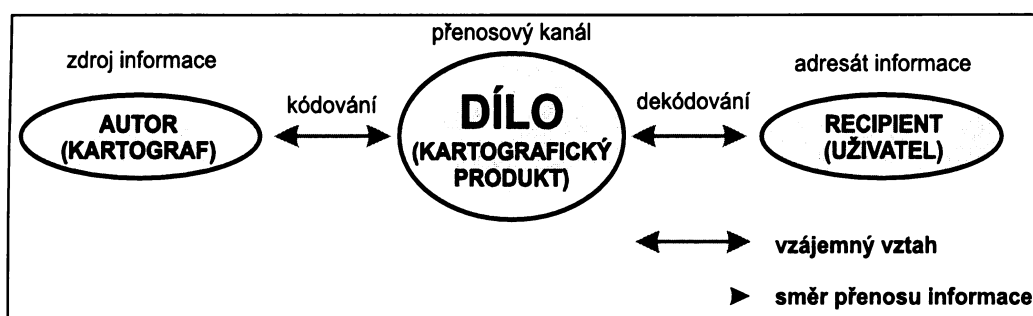 přenosový kanál
zdroj informace
adresát informace
kódování
dekódování
AUTOR
(KARTOGRAF)
DÍLO
(KARTOGRAFICKÝ
PRODUKT)
RECIPIENT
(UŽIVATEL)
vzájemný vztah
směr přenosu informace